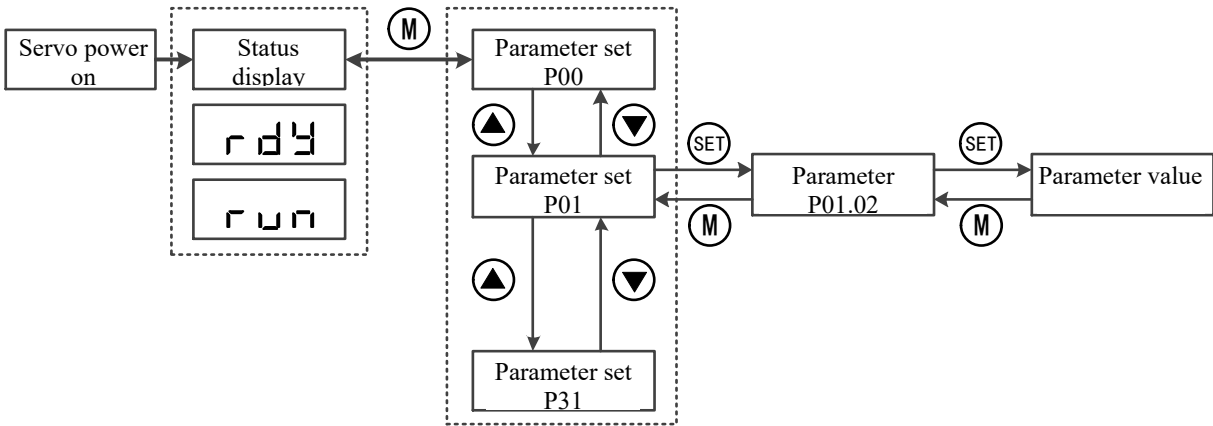 Servo power
on
Status
display
rdy
run
M
Parameter set
P00
Parameter set
P01
Parameter set
P31
SET
M
Parameter
P01.02
SET
M
Parameter value